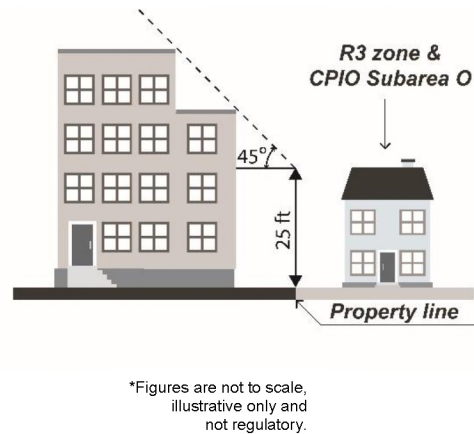 R3 zone &
CPIO Subarea O
45°
25 ft
Property line
*Figures are not to scale,
illustrative only and
not regulatory.